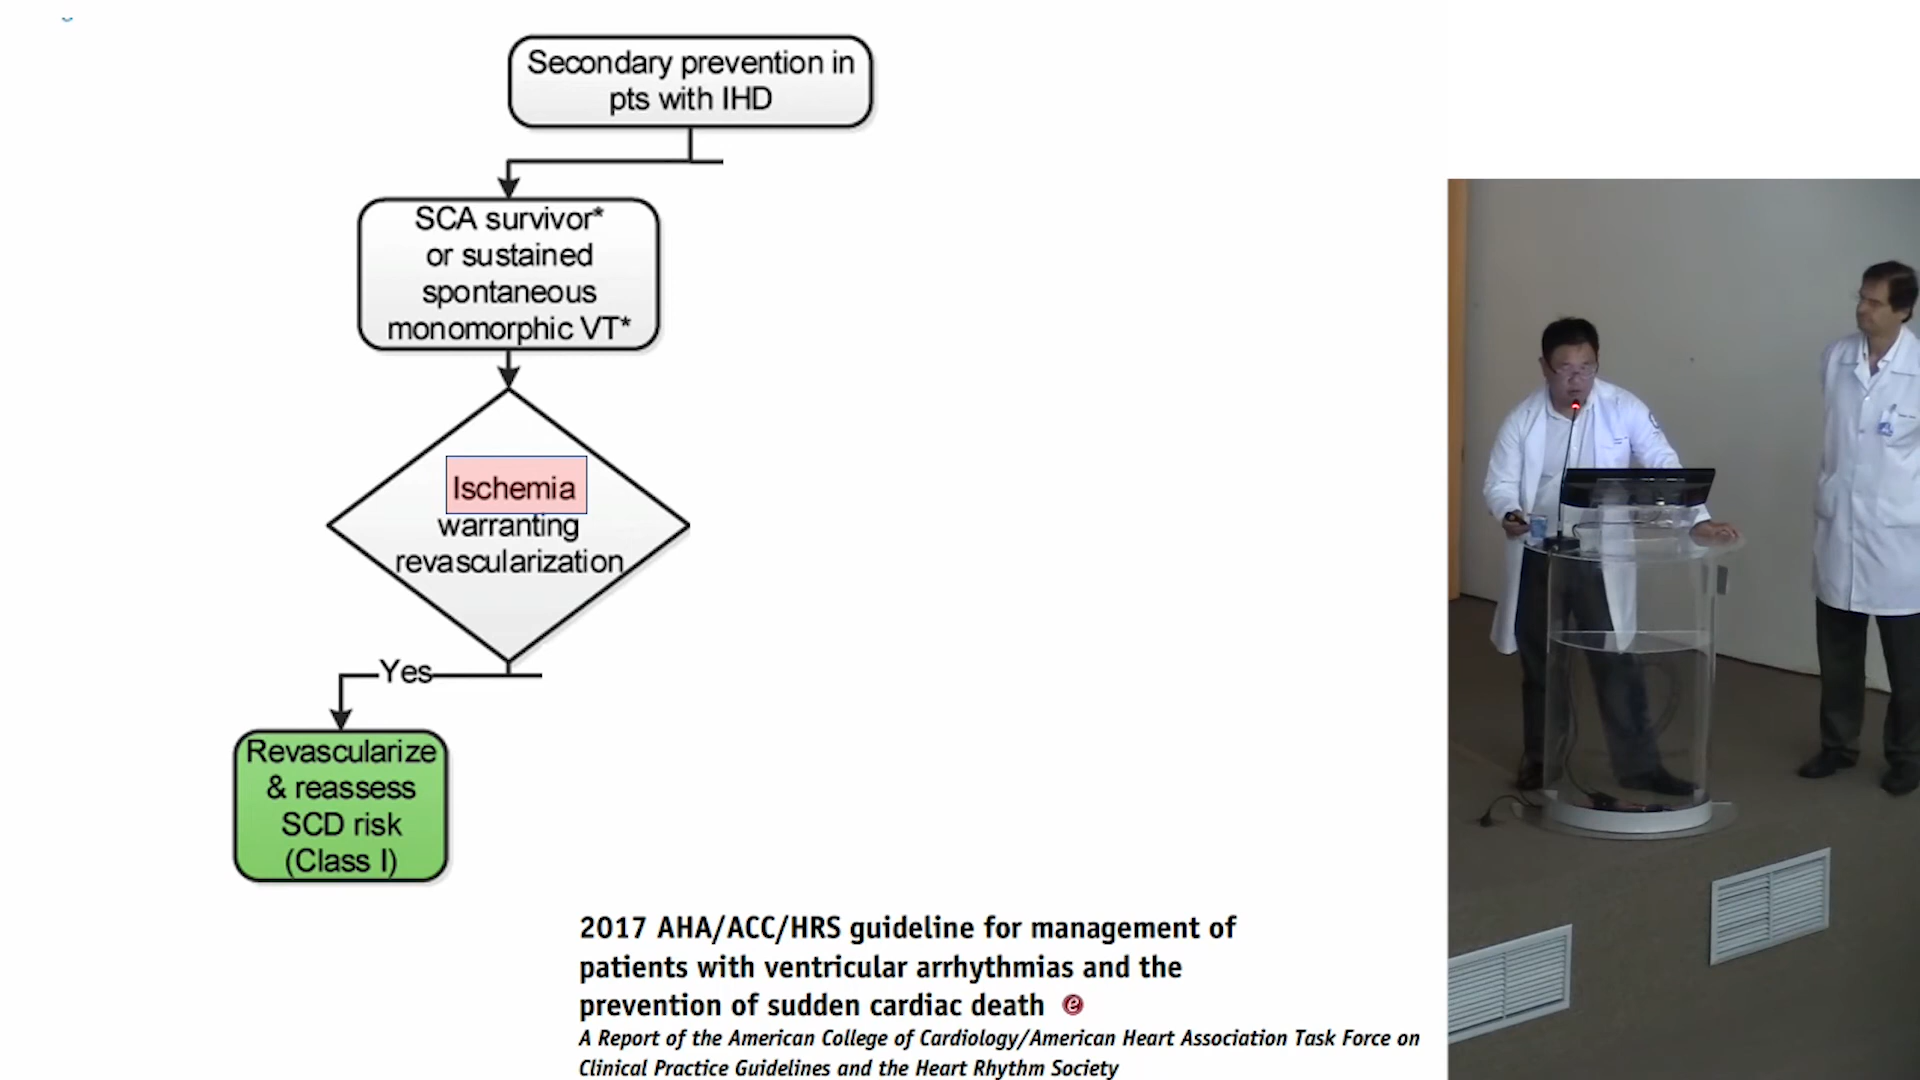 Secondary prevention in
pts with IHD
SCA survivor*
or sustained
spontaneous
monomorphic VT*
Ischemia
warranting
revascularization
Yes
Revascularize
& reassess
SCD risk
(Class I)
2017 AHA/ACC/HRS guideline for management of
patients with ventricular arrhythmias and the
prevention of sudden cardiac death e
A Report of the American College of Cardiology/American Heart Association Task Force on
Clinical Practice Guidelines and the Heart Rhythm Society